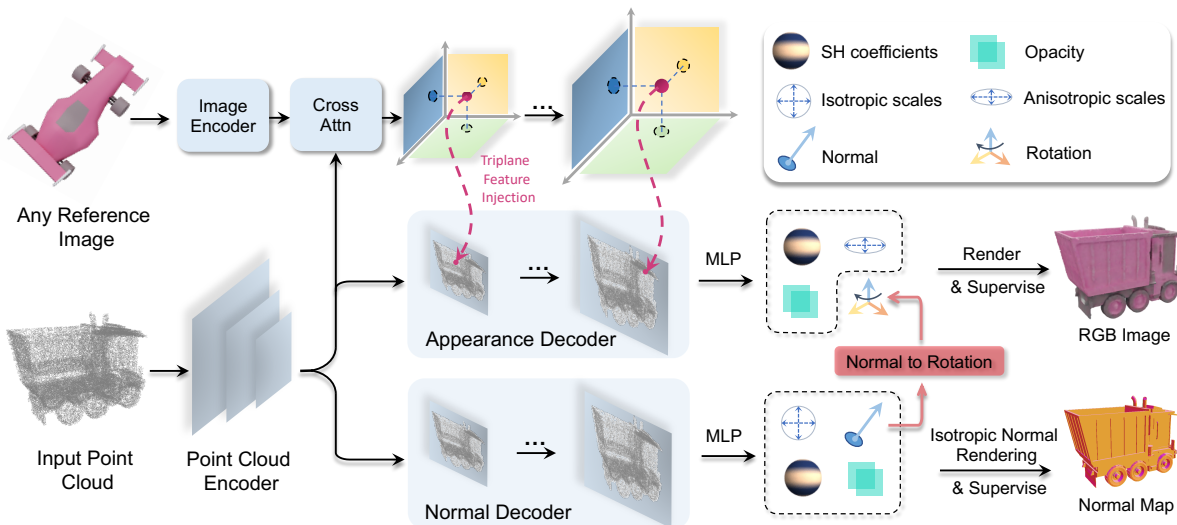 Any Reference
Image
Image
Encoder
Cross
Attn
...
...
Triplane
Feature
Injection
SH coefficients
Opacity
Isotropic scales
Anisotropic scales
Normal
Rotation
Input Point
Cloud
Point Cloud
Encoder
...
Appearance Decoder
MLP
Render
& Supervise
RGB Image
Normal to Rotation
...
Normal Decoder
MLP
Isotropic Normal
Rendering
& Supervise
Normal Map